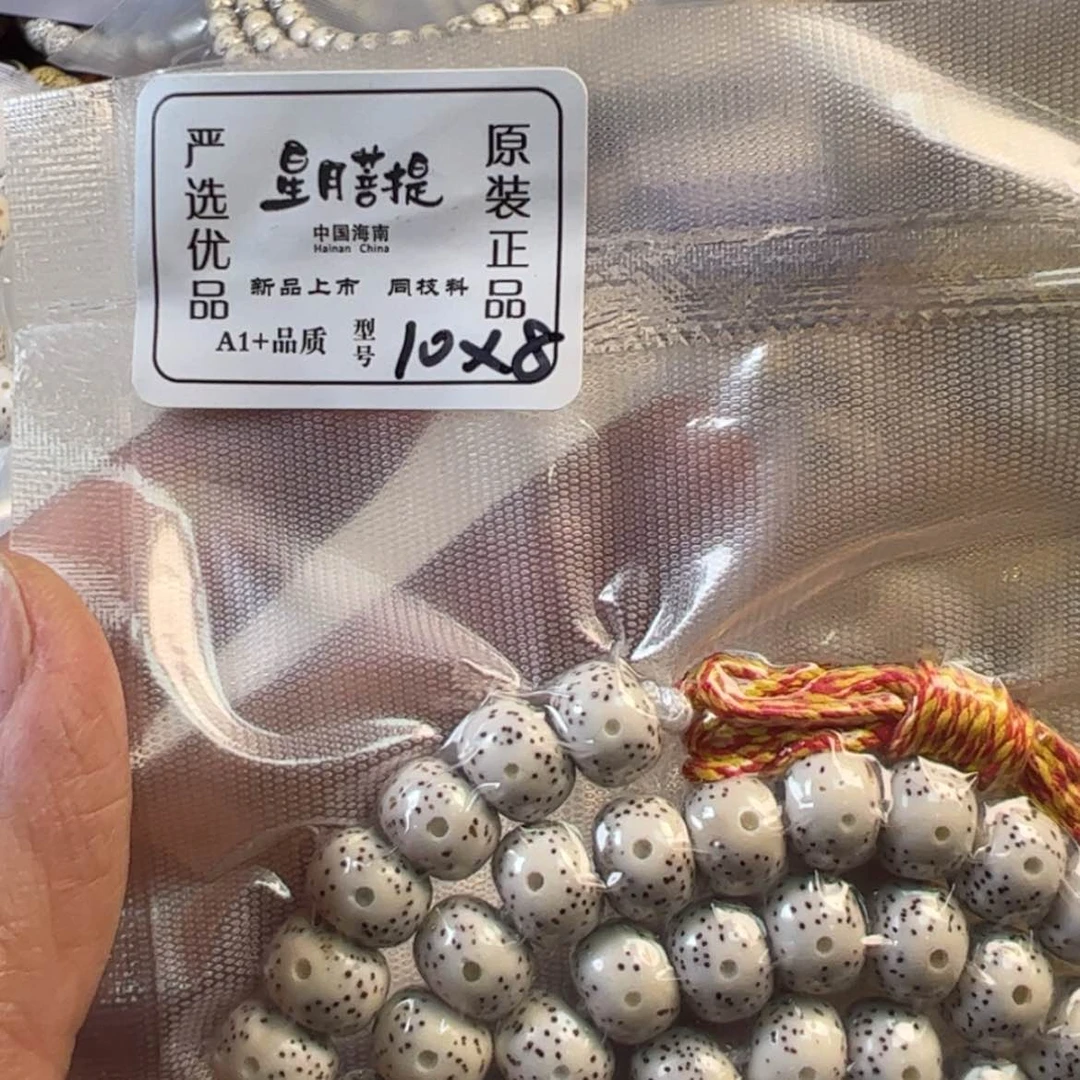 严选优品
星月菩提
中国海南
Hainan China
新品上市 同枝料
A1+品质 型号 10x8
原装正品